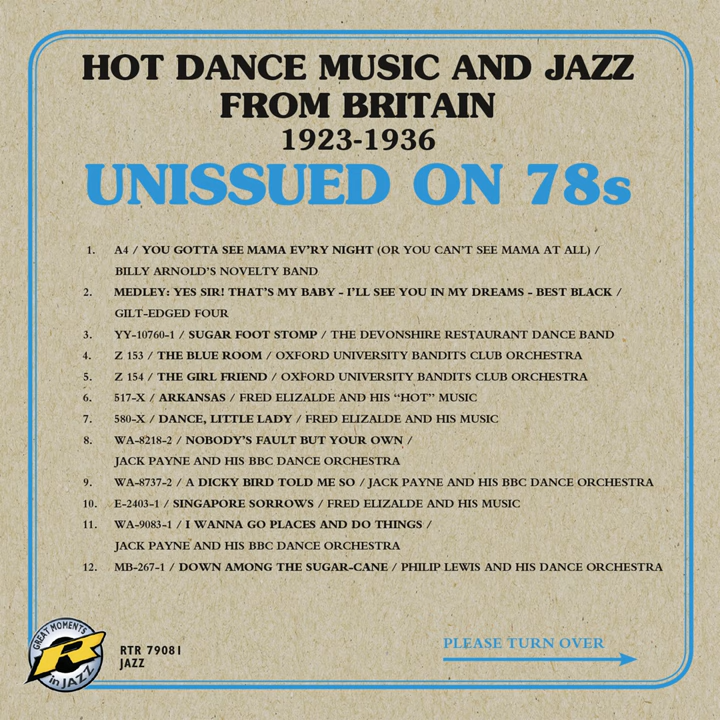 HOT DANCE MUSIC AND JAZZ
FROM BRITAIN
1923-1936
UNISSUED ON 78s
1. A4 / YOU GOTTA SEE MAMA EV'RY NIGHT (OR YOU CAN'T SEE MAMA AT ALL) /
BILLY ARNOLD'S NOVELTY BAND
2. MEDLEY: YES SIR! THAT'S MY BABY - I'LL SEE YOU IN MY DREAMS - BEST BLACK /
GILT-EDGED FOUR
3. YY-10760-1 / SUGAR FOOT STOMP / THE DEVONSHIRE RESTAURANT DANCE BAND
4. Z 153 / THE BLUE ROOM / OXFORD UNIVERSITY BANDITS CLUB ORCHESTRA
5. Z 154 / THE GIRL FRIEND / OXFORD UNIVERSITY BANDITS CLUB ORCHESTRA
6. 517-X / ARKANSAS / FRED ELIZALDE AND HIS "HOT" MUSIC
7. 580-X / DANCE, LITTLE LADY / FRED ELIZALDE AND HIS MUSIC
8. WA-8218-2 / NOBODY'S FAULT BUT YOUR OWN /
JACK PAYNE AND HIS BBC DANCE ORCHESTRA
9. WA-8737-2 / A DICKY BIRD TOLD ME SO / JACK PAYNE AND HIS BBC DANCE ORCHESTRA
10. E-2403-1 / SINGAPORE SORROWS / FRED ELIZALDE AND HIS MUSIC
11. WA-9083-1 / I WANNA GO PLACES AND DO THINGS /
JACK PAYNE AND HIS BBC DANCE ORCHESTRA
12. MB-267-1 / DOWN AMONG THE SUGAR-CANE / PHILIP LEWIS AND HIS DANCE ORCHESTRA
GREAT MOMENTS
R
in JAZZ
RTR 79081
JAZZ
PLEASE TURN OVER